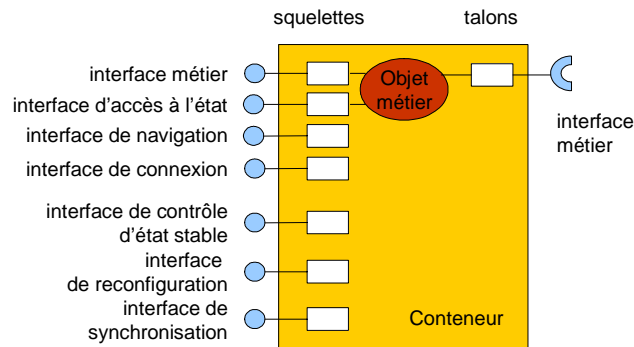 squelettes
talons
interface métier
Objet
métier
interface d'accès à l'état
interface de navigation
interface
métier
interface de connexion
interface de contrôle
d'état stable
interface
de reconfiguration
interface de
synchronisation
Conteneur